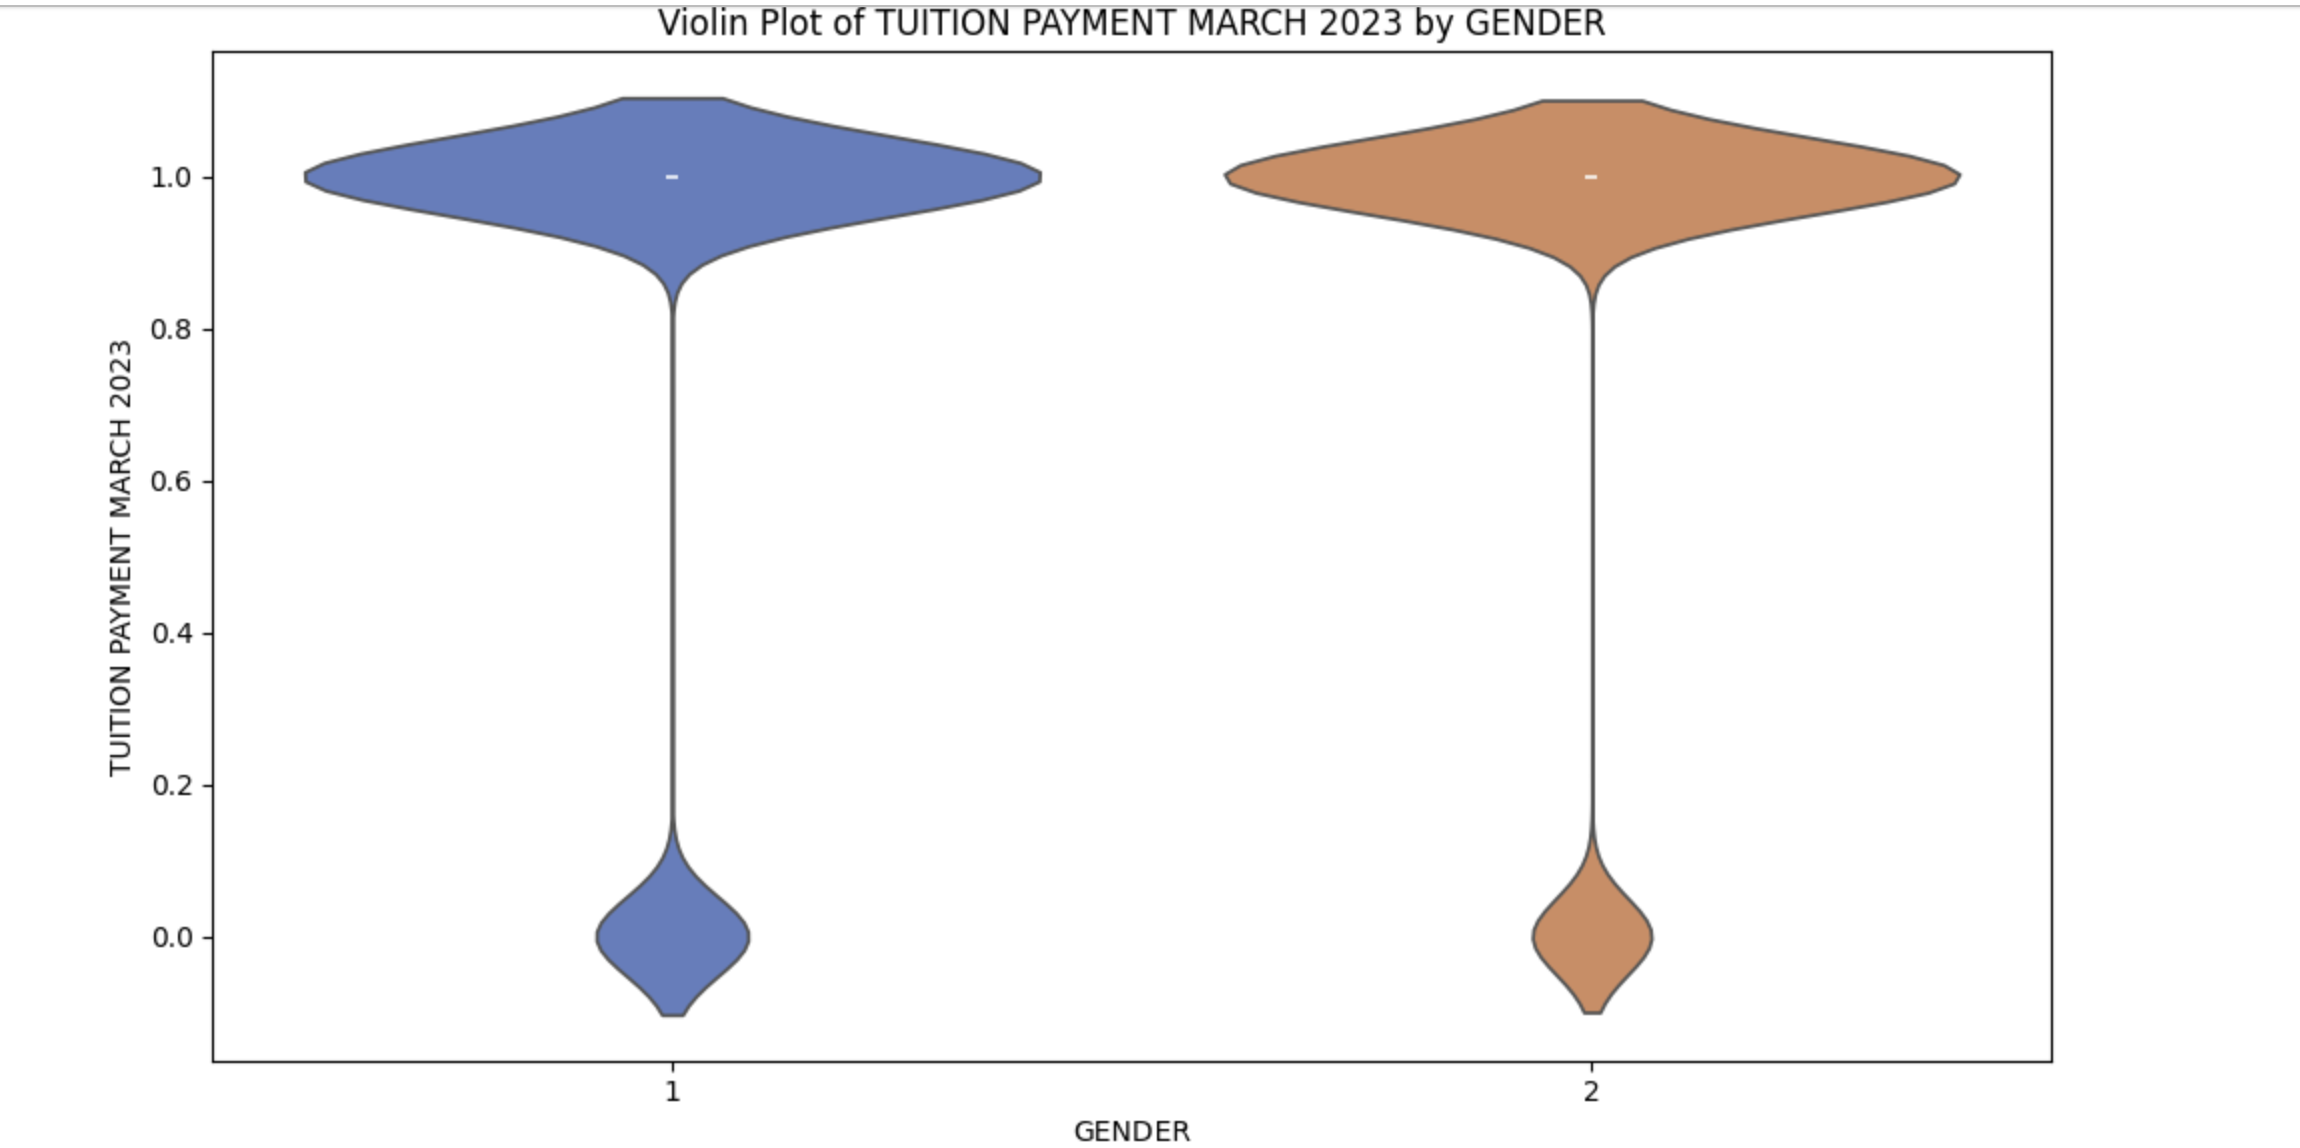 Violin Plot of TUITION PAYMENT MARCH 2023 by GENDER
TUITION PAYMENT MARCH 2023
1.0
0.8
0.6
0.4
0.2
0.0
1
2
GENDER